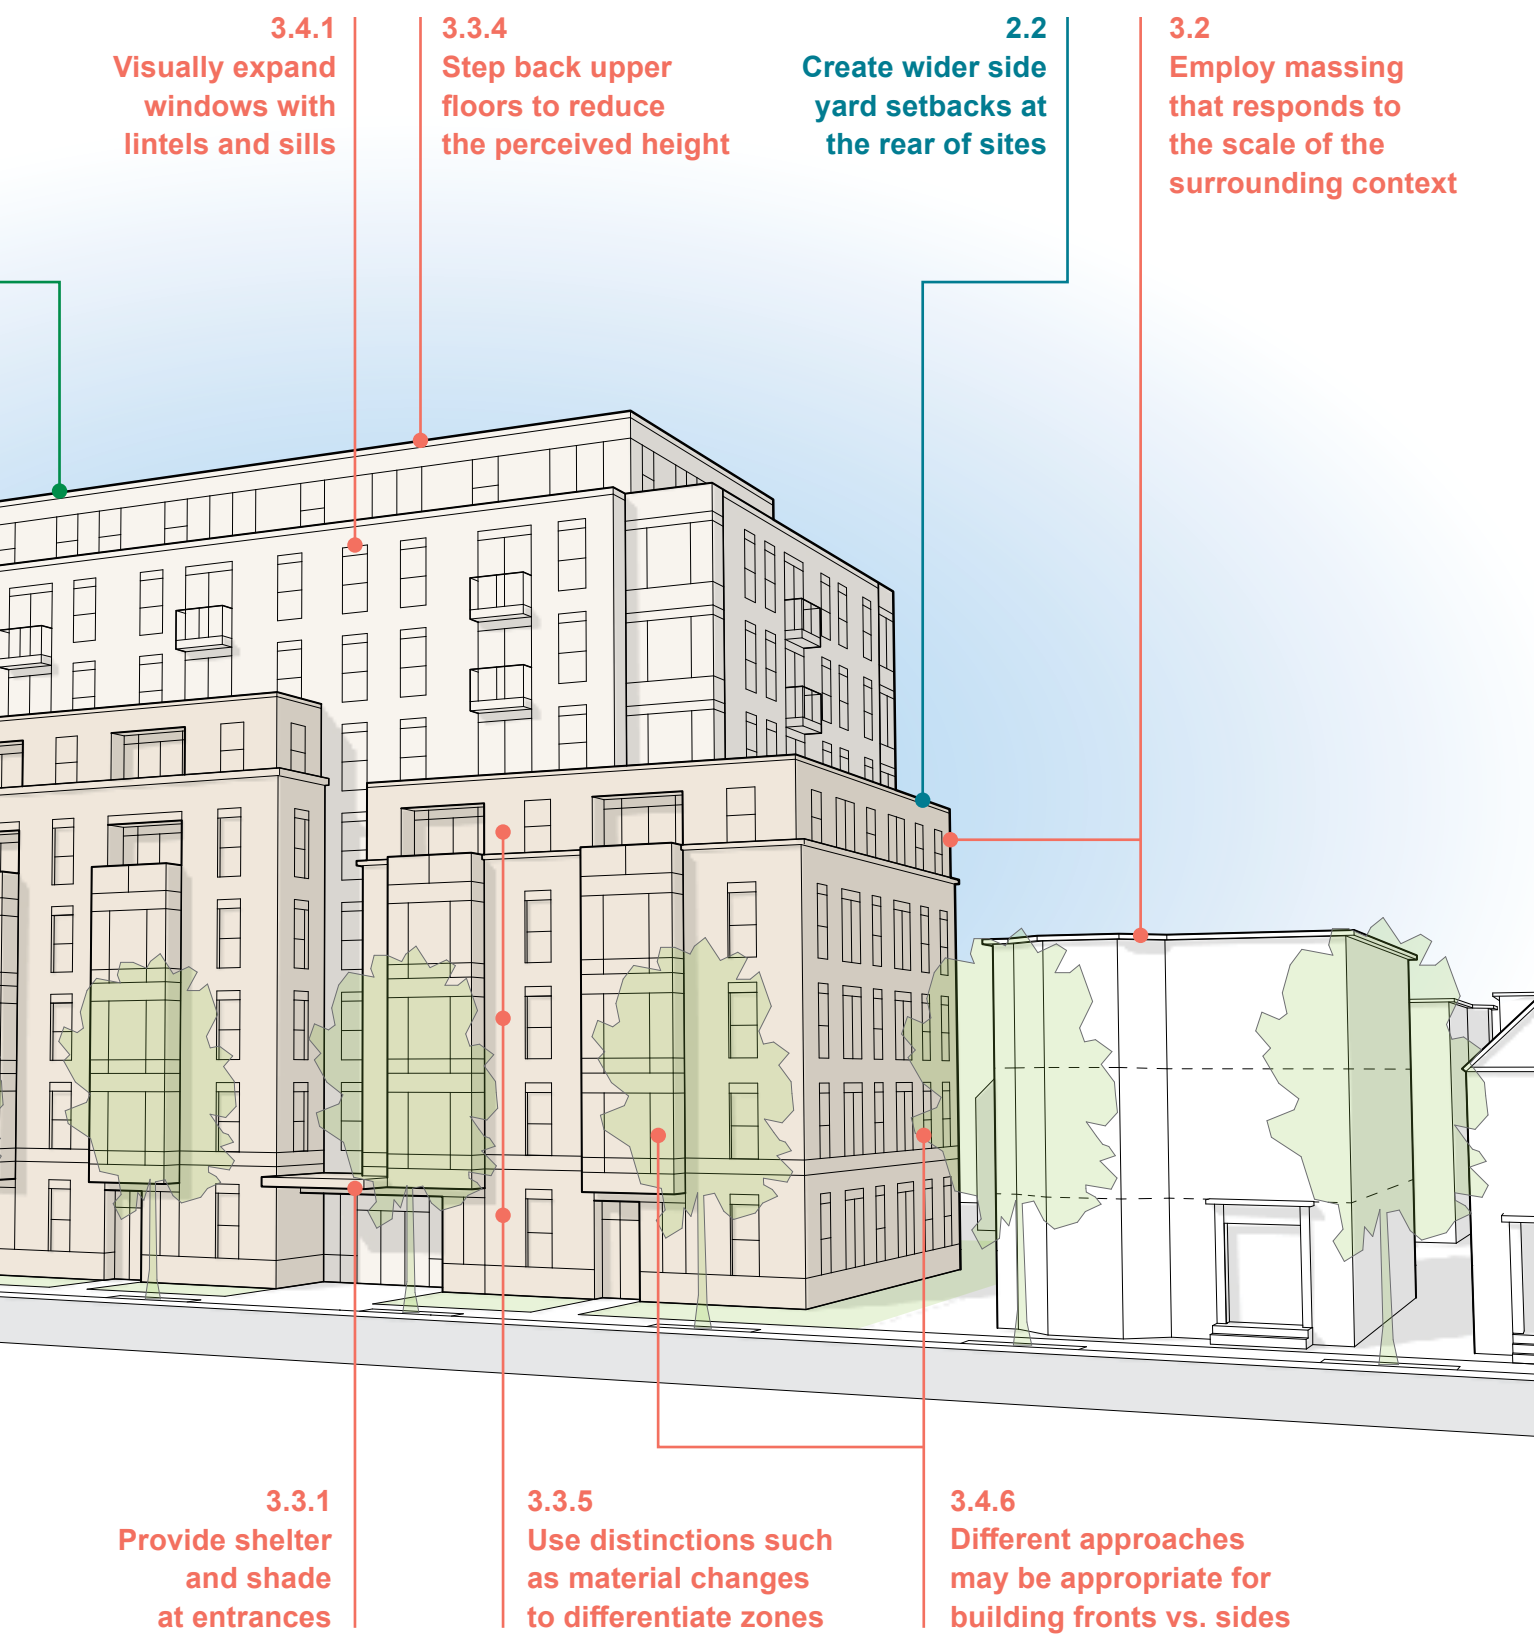 3.4.1
Visually expand
windows with
lintels and sills
3.3.4
Step back upper
floors to reduce
the perceived height
2.2
Create wider side
yard setbacks at
the rear of sites
3.2
Employ massing
that responds to
the scale of the
surrounding context
3.3.1
Provide shelter
and shade
at entrances
3.3.5
Use distinctions such
as material changes
to differentiate zones
3.4.6
Different approaches
may be appropriate for
building fronts vs. sides